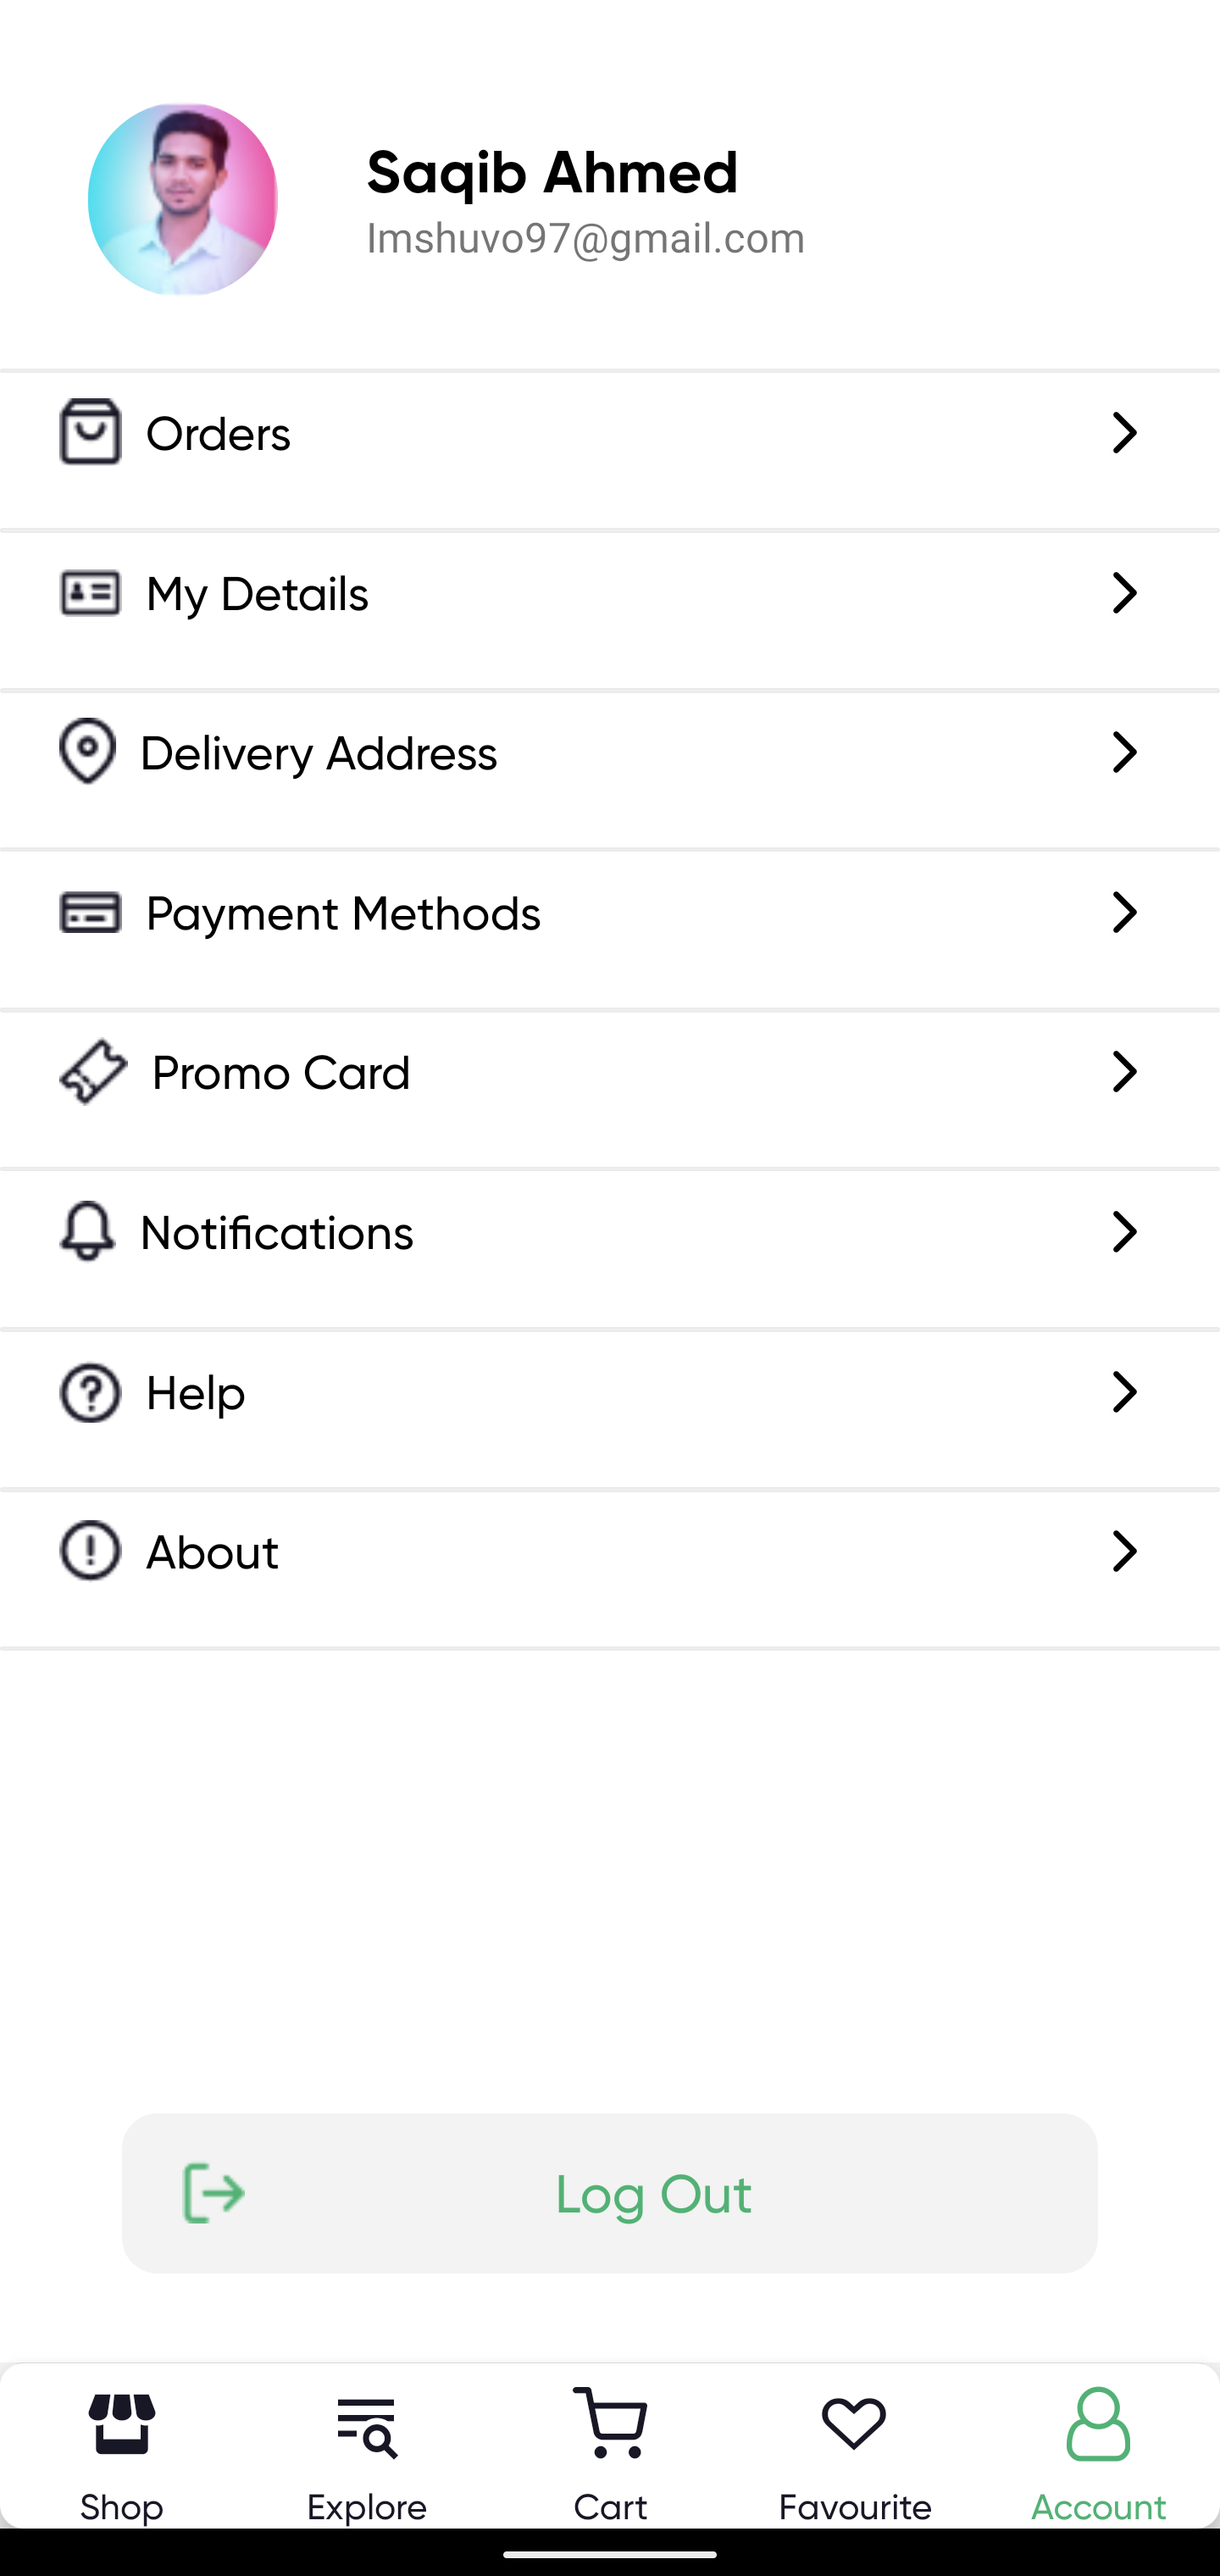 Saqib Ahmed
Imshuvo97@gmail.com
Orders
My Details
Delivery Address
Payment Methods
Promo Card
Notifications
Help
About
Log Out
Shop
Explore
Cart
Favourite
Account